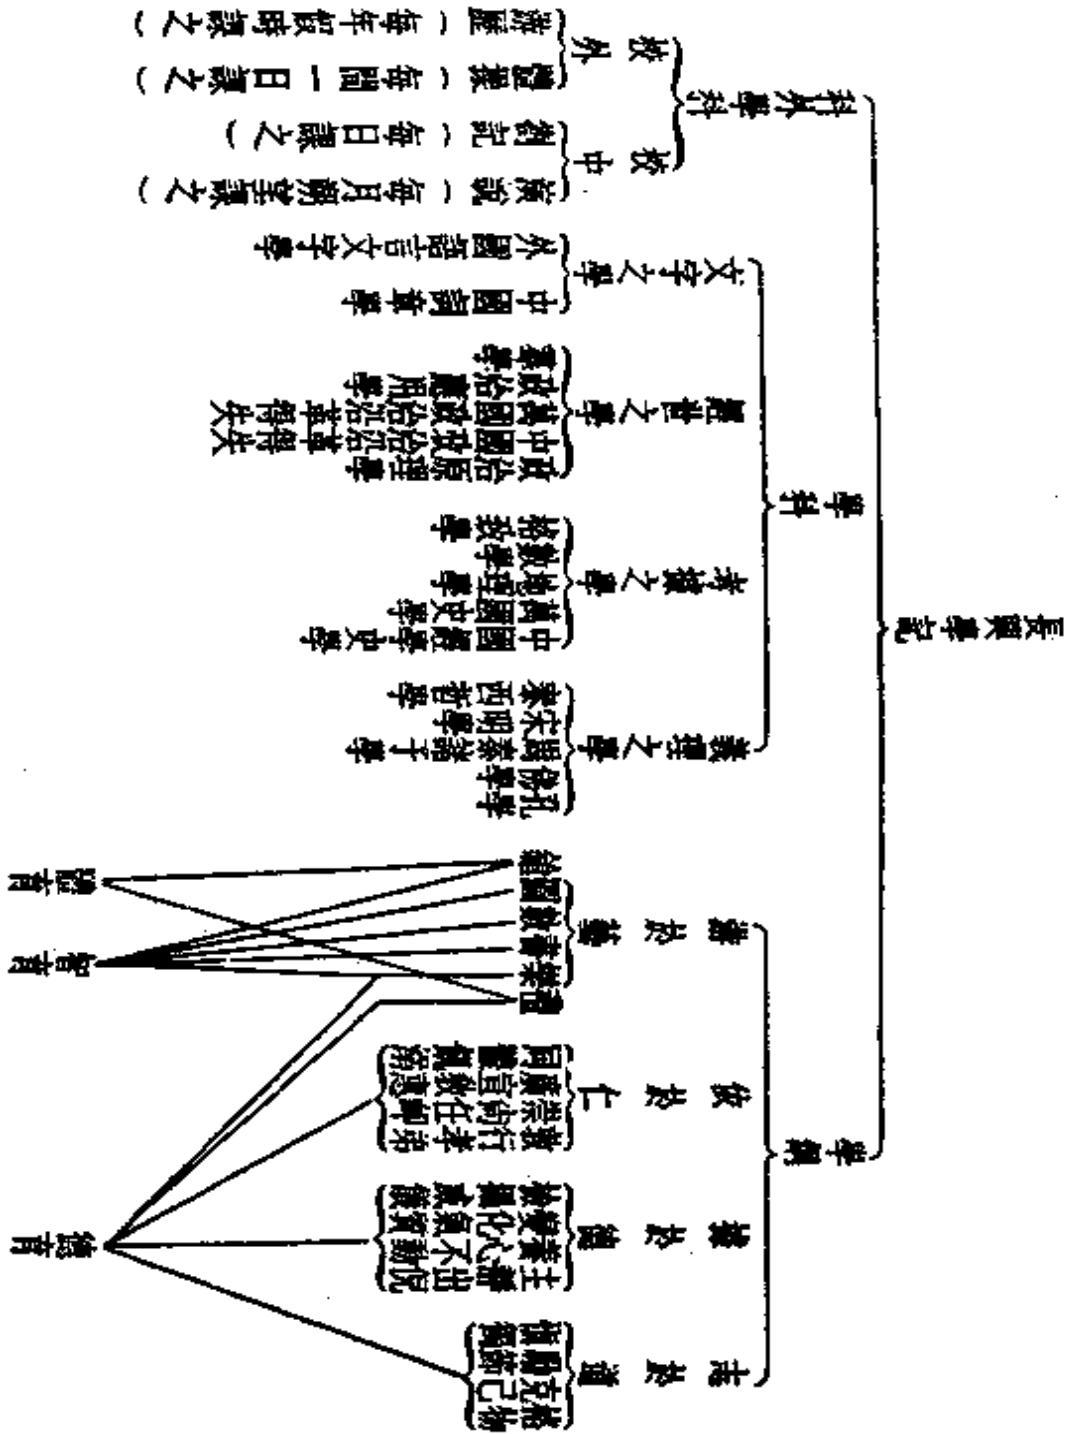 長興學記
學綱
志於道
格物
克己
勵節
慎獨
據於德
主靜出倪
養心不動
變化氣質
檢攝威儀
依於仁
敦行孝弟
崇尚任卹
廣宣教惠
同體飢溺
游於藝
禮
樂
書
數
圖
槍
德育
智育
體育
學科
義理之學
孔學
佛學
周秦諸子學
宋明學
泰西哲學
考據之學
中國經學史學
萬國史學
地理學
數學
格致學
經世之學
政治原理學
中國政治沿革得失
萬國政治沿革得失
政治應用學
羣學
文字之學
中國詞章學
外國語言文字學
科外學科
校中
演說（每月朔望課之）
劄記（每日課之）
校外
體操（每間一日課之）
游歷（每年假時課之）